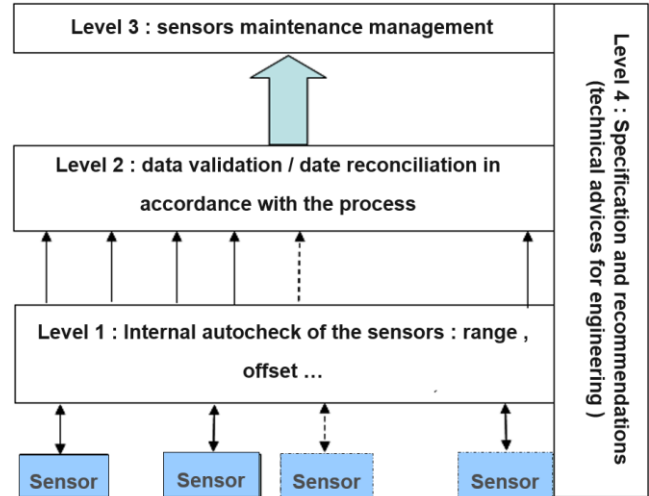 Level 3 : sensors maintenance management
Level 2 : data validation / date reconciliation in
accordance with the process
Level 1 : Internal autocheck of the sensors : range ,
offset ...
Sensor
Sensor
Sensor
Sensor
Level 4 : Specification and recommendations
(technical advices for engineering )